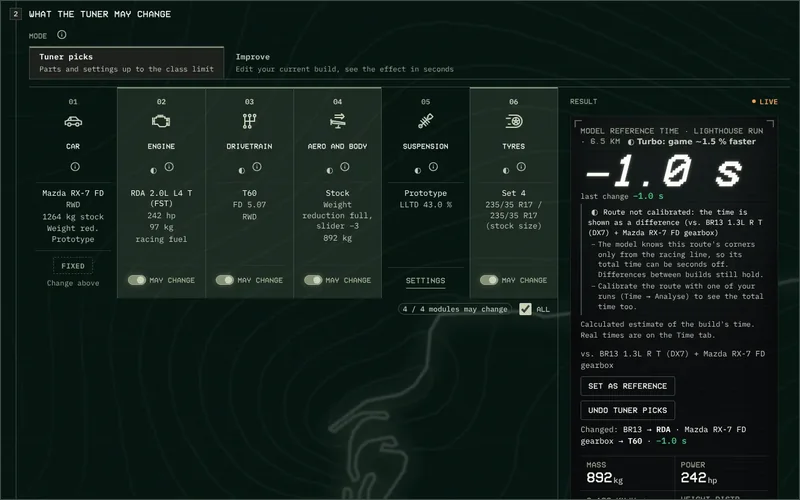 2 WHAT THE TUNER MAY CHANGE
MODE
Tuner picks
Parts and settings up to the class limit
Improve
Edit your current build, see the effect in seconds
01
CAR
Mazda RX-7 FD
RWD
1264 kg stock
Weight red.
Prototype
FIXED
Change above
02
ENGINE
RDA 2.0L L4 T
(FST)
242 hp
97 kg
racing fuel
MAY CHANGE
03
DRIVETRAIN
T60
FD 5.07
RWD
MAY CHANGE
04
AERO AND BODY
Stock
Weight
reduction full,
slider -3
892 kg
MAY CHANGE
05
SUSPENSION
Prototype
LLTD 43.0 %
SETTINGS
06
TYRES
Set 4
235/35 R17 /
235/35 R17
(stock size)
MAY CHANGE
4 / 4 modules may change
ALL
RESULT
LIVE
MODEL REFERENCE TIME · LIGHTHOUSE RUN
· 6.5 KM Turbo: game ~1.5 % faster
-1.0 s
last change -1.0 s
Route not calibrated: the time is
shown as a difference (vs. BR13 1.3L R T
(DX7) + Mazda RX-7 FD gearbox)
– The model knows this route's corners
only from the racing line, so its
total time can be seconds off.
Differences between builds still hold.
– Calibrate the route with one of your
runs (Time → Analyse) to see the total
time too.
Calculated estimate of the build's time.
Real times are on the Time tab.
vs. BR13 1.3L R T (DX7) + Mazda RX-7 FD
gearbox
SET AS REFERENCE
UNDO TUNER PICKS
Changed: BR13 → RDA · Mazda RX-7 FD
gearbox → T60 · -1.0 s
MASS
892 kg
POWER
242 hp